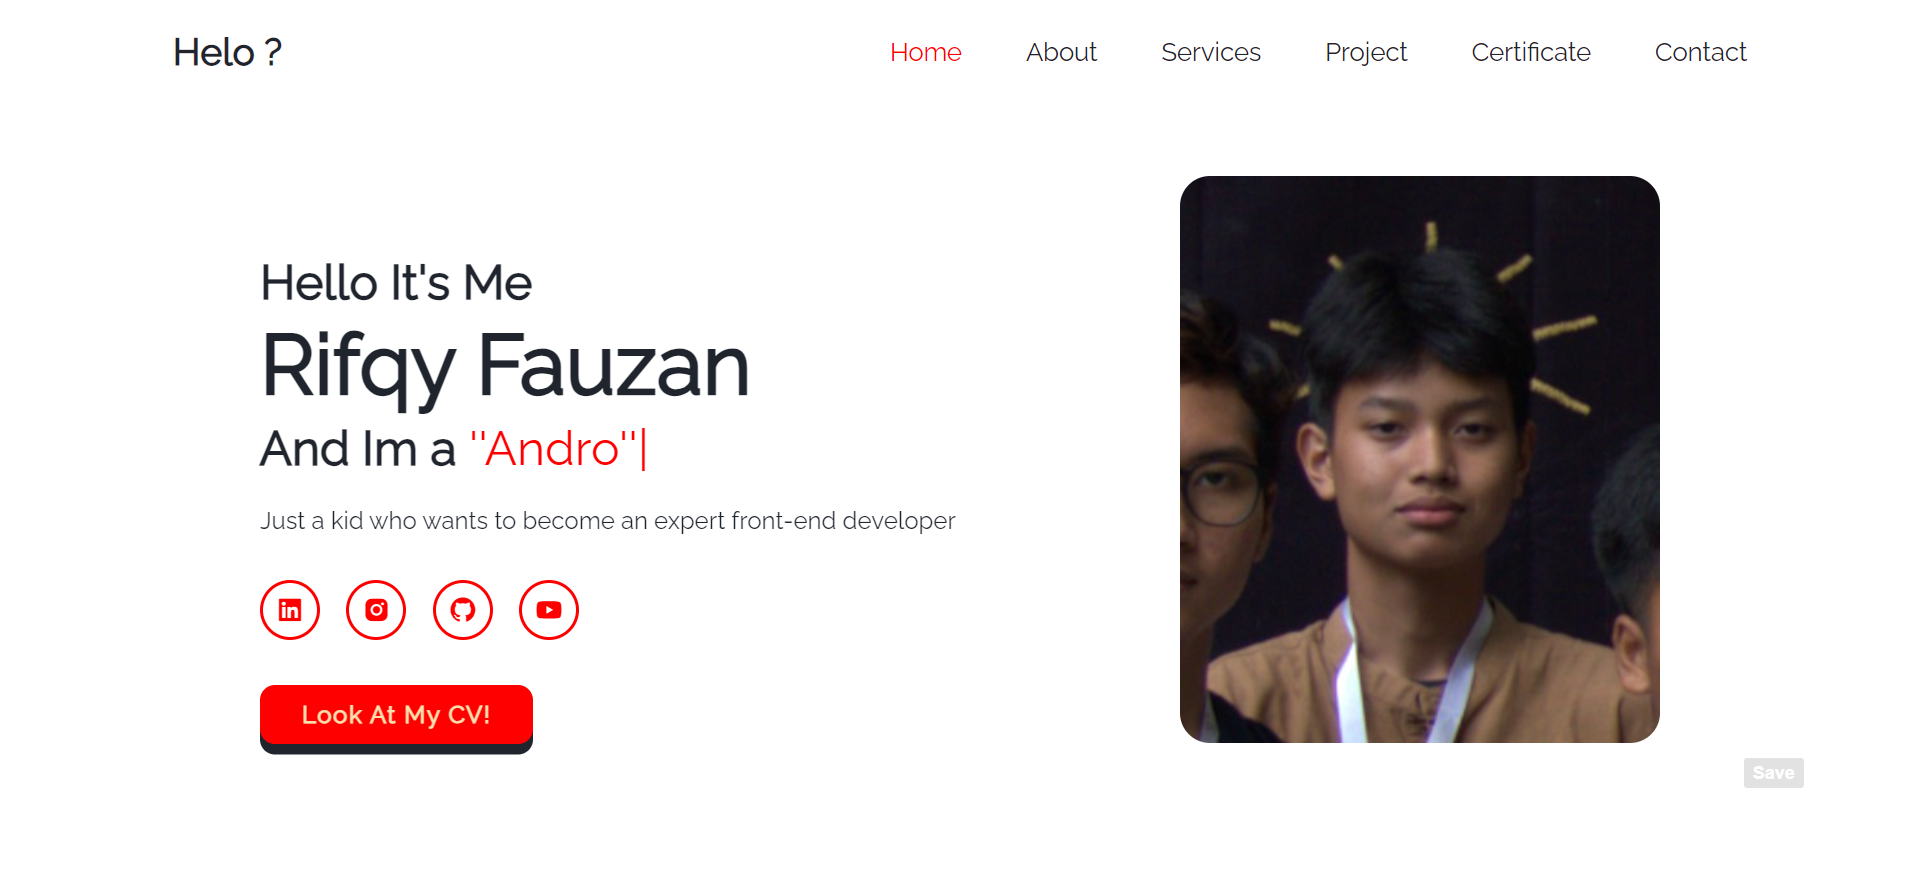 Helo ?
Home About Services Project Certificate Contact
Hello It's Me
Rifqy Fauzan
And Im a "Andro"|
Just a kid who wants to become an expert front-end developer
Look At My CV!
Save